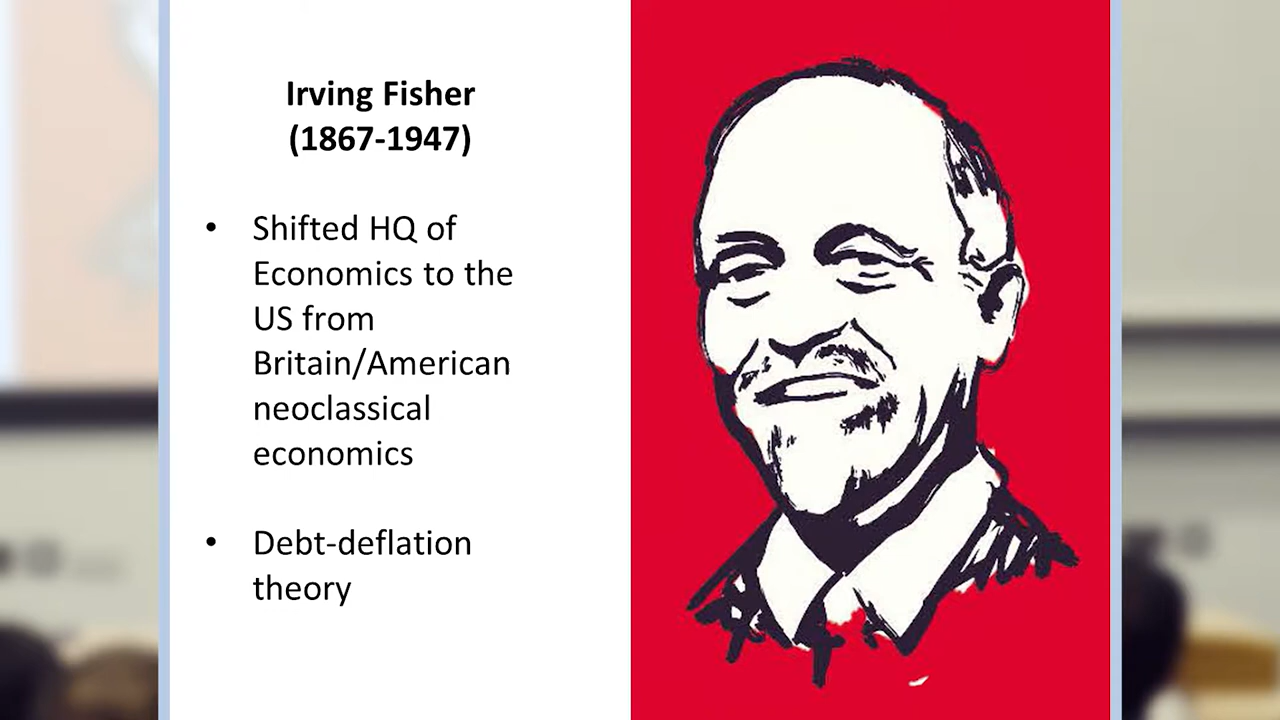 Irving Fisher
(1867-1947)
• Shifted HQ of
Economics to the
US from
Britain/American
neoclassical
economics
• Debt-deflation
theory